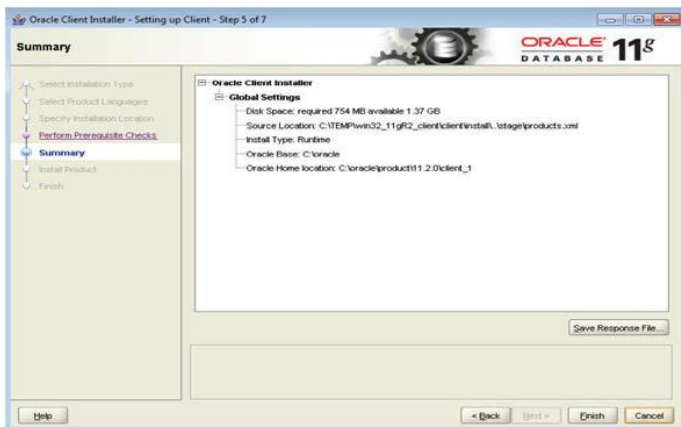 Oracle Client Installer - Setting up Client - Step 5 of 7
Summary
ORACLE 11g
DATABASE
Select Installation Type
Select Product Languages
Specify Installation Location
Perform Prerequisite Checks
Summary
Install Product
Finish
Oracle Client Installer
Global Settings
Disk Space: required 754 MB available 1.37 GB
Source Location: C:\TEMP\win32_11gR2_client\client\install\..\stage\products.xml
Install Type: Runtime
Oracle Base: C:\oracle
Oracle Home location: C:\oracle\product\11.2.0\client_1
Save Response File...
Help
< Back
Next >
Finish
Cancel